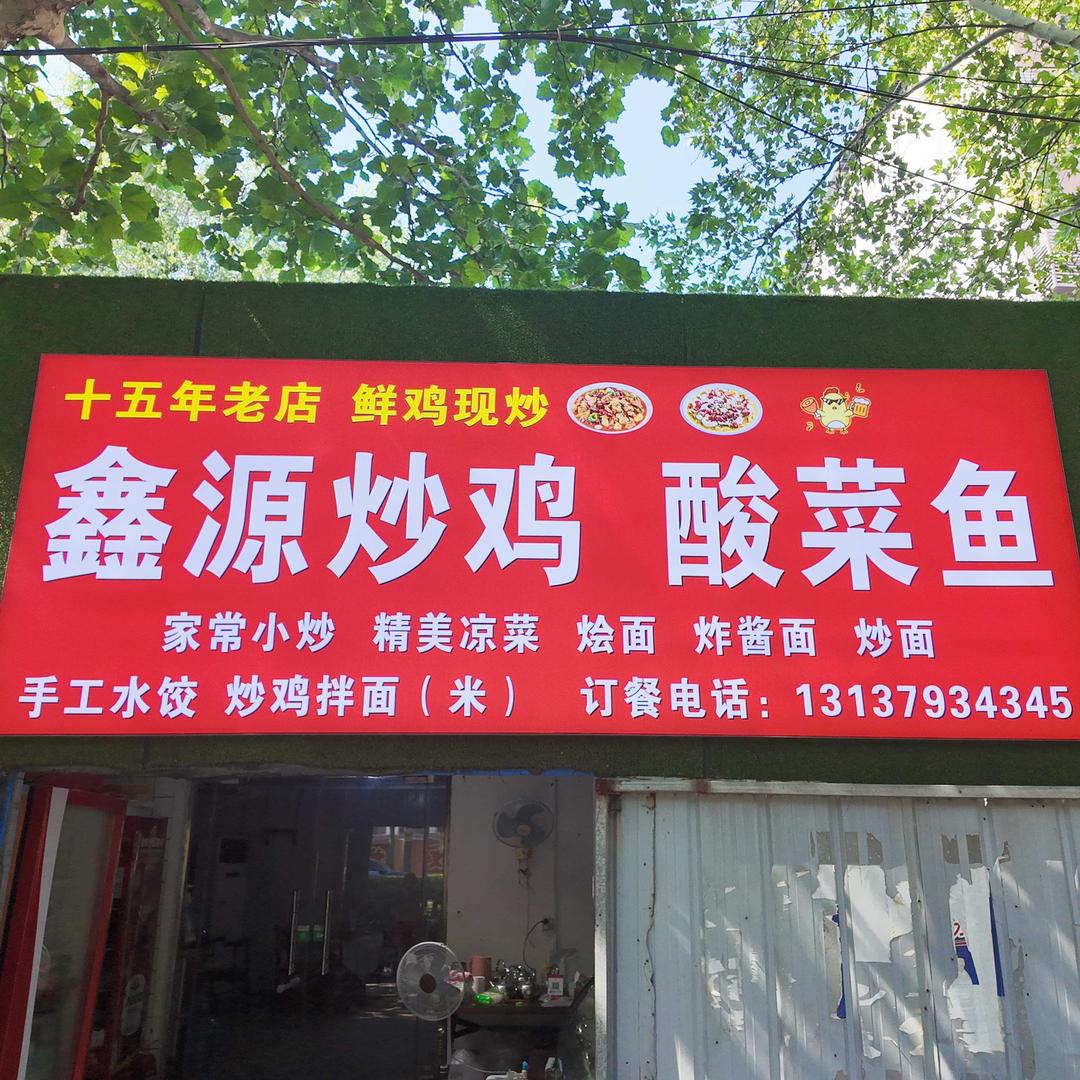 十五年老店 鲜鸡现炒
鑫源炒鸡 酸菜鱼
家常小炒 精美凉菜 烩面 炸酱面 炒面
手工水饺 炒鸡拌面（米） 订餐电话：13137934345